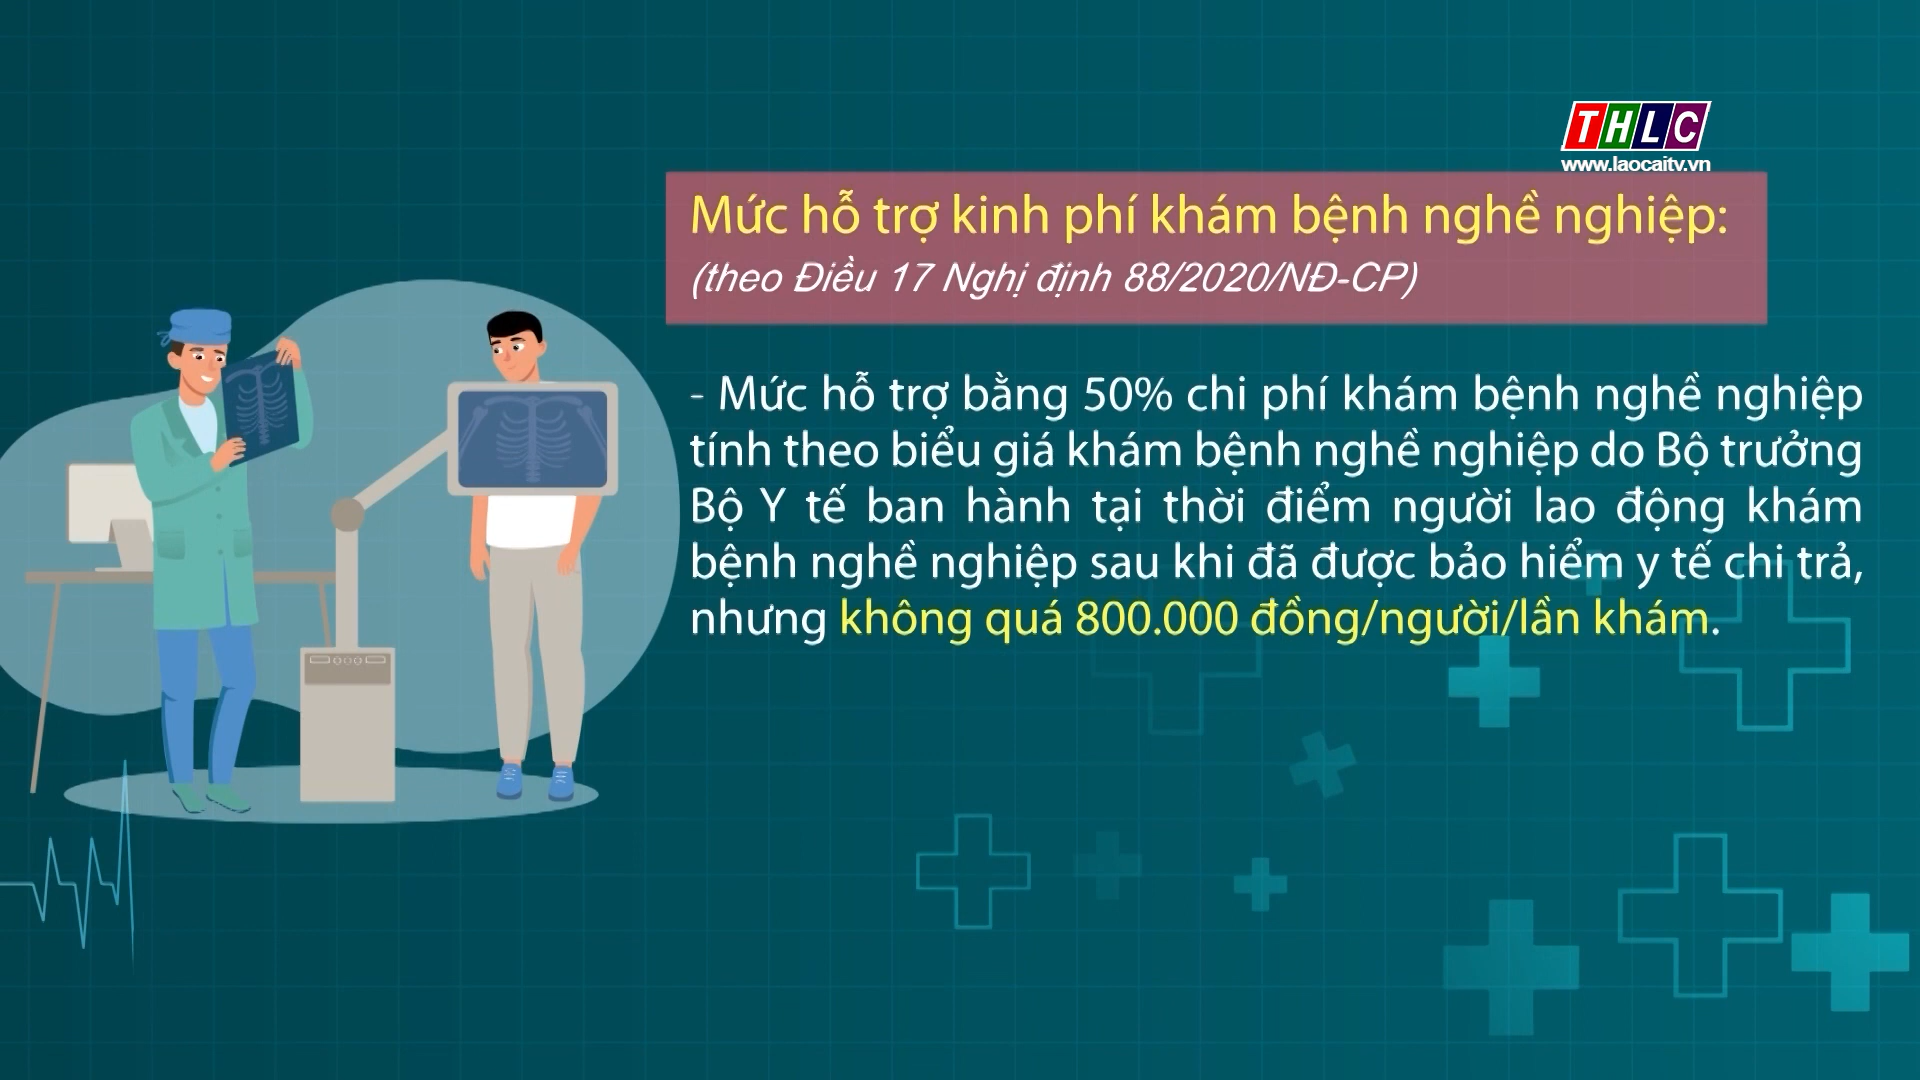 THLC
www.laocaitv.vn
Mức hỗ trợ kinh phí khám bệnh nghề nghiệp:
(theo Điều 17 Nghị định 88/2020/NĐ-CP)
- Mức hỗ trợ bằng 50% chi phí khám bệnh nghề nghiệp
tính theo biểu giá khám bệnh nghề nghiệp do Bộ trưởng
Bộ Y tế ban hành tại thời điểm người lao động khám
bệnh nghề nghiệp sau khi đã được bảo hiểm y tế chi trả,
nhưng không quá 800.000 đồng/người/lần khám.